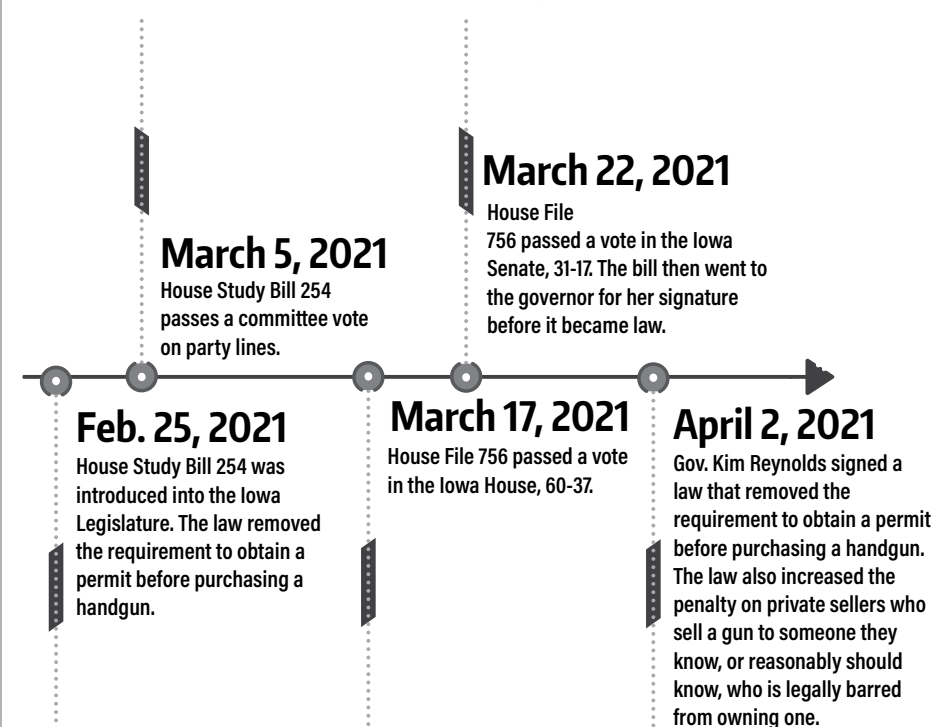 Feb. 25, 2021
House Study Bill 254 was
introduced into the Iowa
Legislature. The law removed
the requirement to obtain a
permit before purchasing a
handgun.
March 5, 2021
House Study Bill 254
passes a committee vote
on party lines.
March 17, 2021
House File 756 passed a vote
in the Iowa House, 60-37.
March 22, 2021
House File
756 passed a vote in the Iowa
Senate, 31-17. The bill then went to
the governor for her signature
before it became law.
April 2, 2021
Gov. Kim Reynolds signed a
law that removed the
requirement to obtain a permit
before purchasing a handgun.
The law also increased the
penalty on private sellers who
sell a gun to someone they
know, or reasonably should
know, who is legally barred
from owning one.